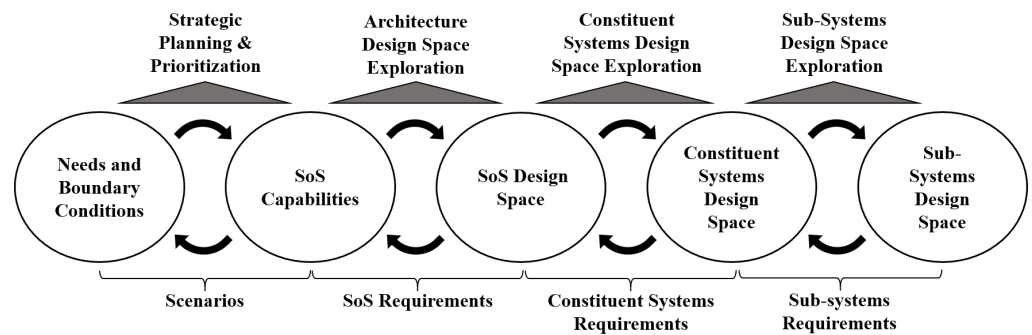 Strategic
Planning &
Prioritization
Architecture
Design Space
Exploration
Constituent
Systems Design
Space Exploration
Sub-Systems
Design Space
Exploration
Needs and
Boundary
Conditions
SoS
Capabilities
SoS Design
Space
Constituent
Systems
Design
Space
Sub-
Systems
Design
Space
Scenarios
SoS Requirements
Constituent Systems
Requirements
Sub-systems
Requirements